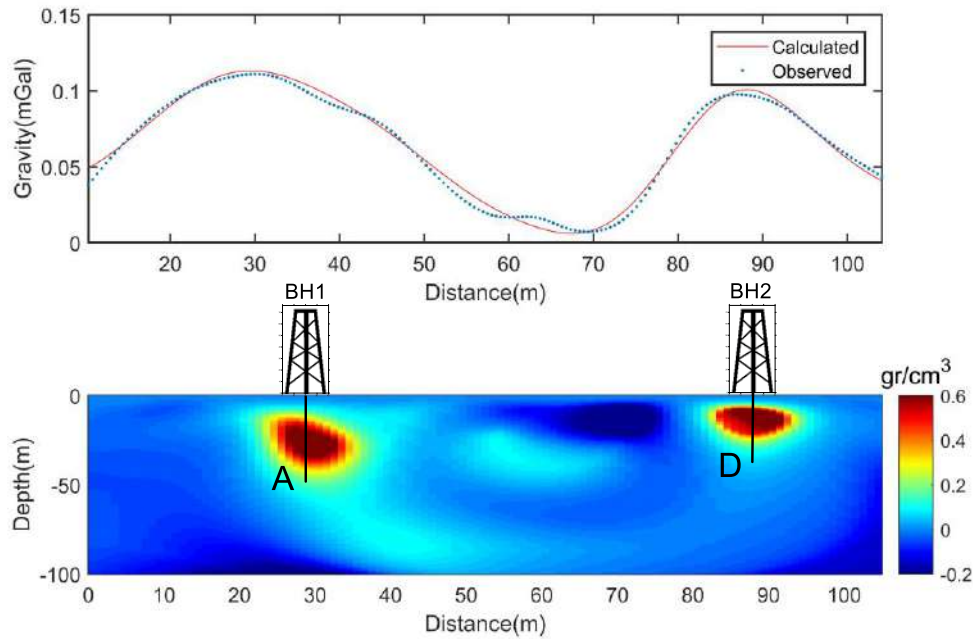 0.15
0.1
0.05
0
Gravity(mGal)
Calculated
Observed
20 30 40 50 60 70 80 90 100
Distance(m)
BH1 BH2
gr/cm³
0
-50
-100
Depth(m)
A D
0.6
0.4
0.2
0
-0.2
0 10 20 30 40 50 60 70 80 90 100
Distance(m)